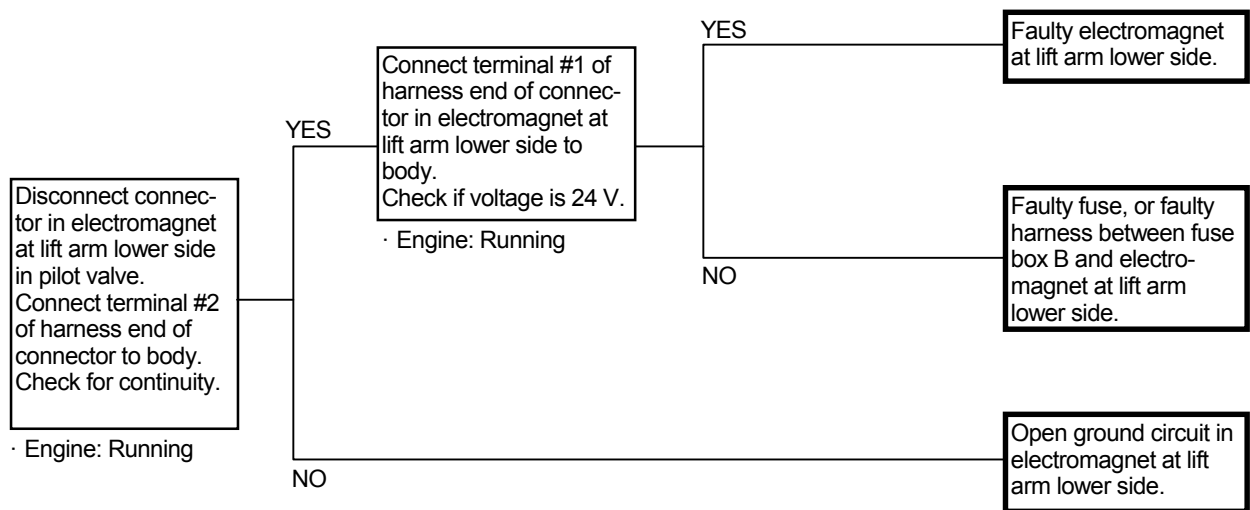 Disconnect connec-
tor in electromagnet
at lift arm lower side
in pilot valve.
Connect terminal #2
of harness end of
connector to body.
Check for continuity.
· Engine: Running
YES
Connect terminal #1 of
harness end of connec-
tor in electromagnet at
lift arm lower side to
body.
Check if voltage is 24 V.
· Engine: Running
YES
Faulty electromagnet
at lift arm lower side.
NO
Faulty fuse, or faulty
harness between fuse
box B and electro-
magnet at lift arm
lower side.
NO
Open ground circuit in
electromagnet at lift
arm lower side.